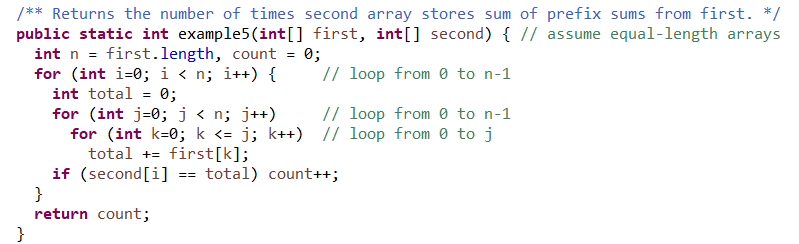 /** Returns the number of times second array stores sum of prefix sums from first. */
public static int example5(int[] first, int[] second) { // assume equal-length arrays
  int n = first.length, count = 0;
  for (int i=0; i < n; i++) {     // loop from 0 to n-1
    int total = 0;
    for (int j=0; j < n; j++)     // loop from 0 to n-1
      for (int k=0; k <= j; k++)  // loop from 0 to j
        total += first[k];
    if (second[i] == total) count++;
  }
  return count;
}